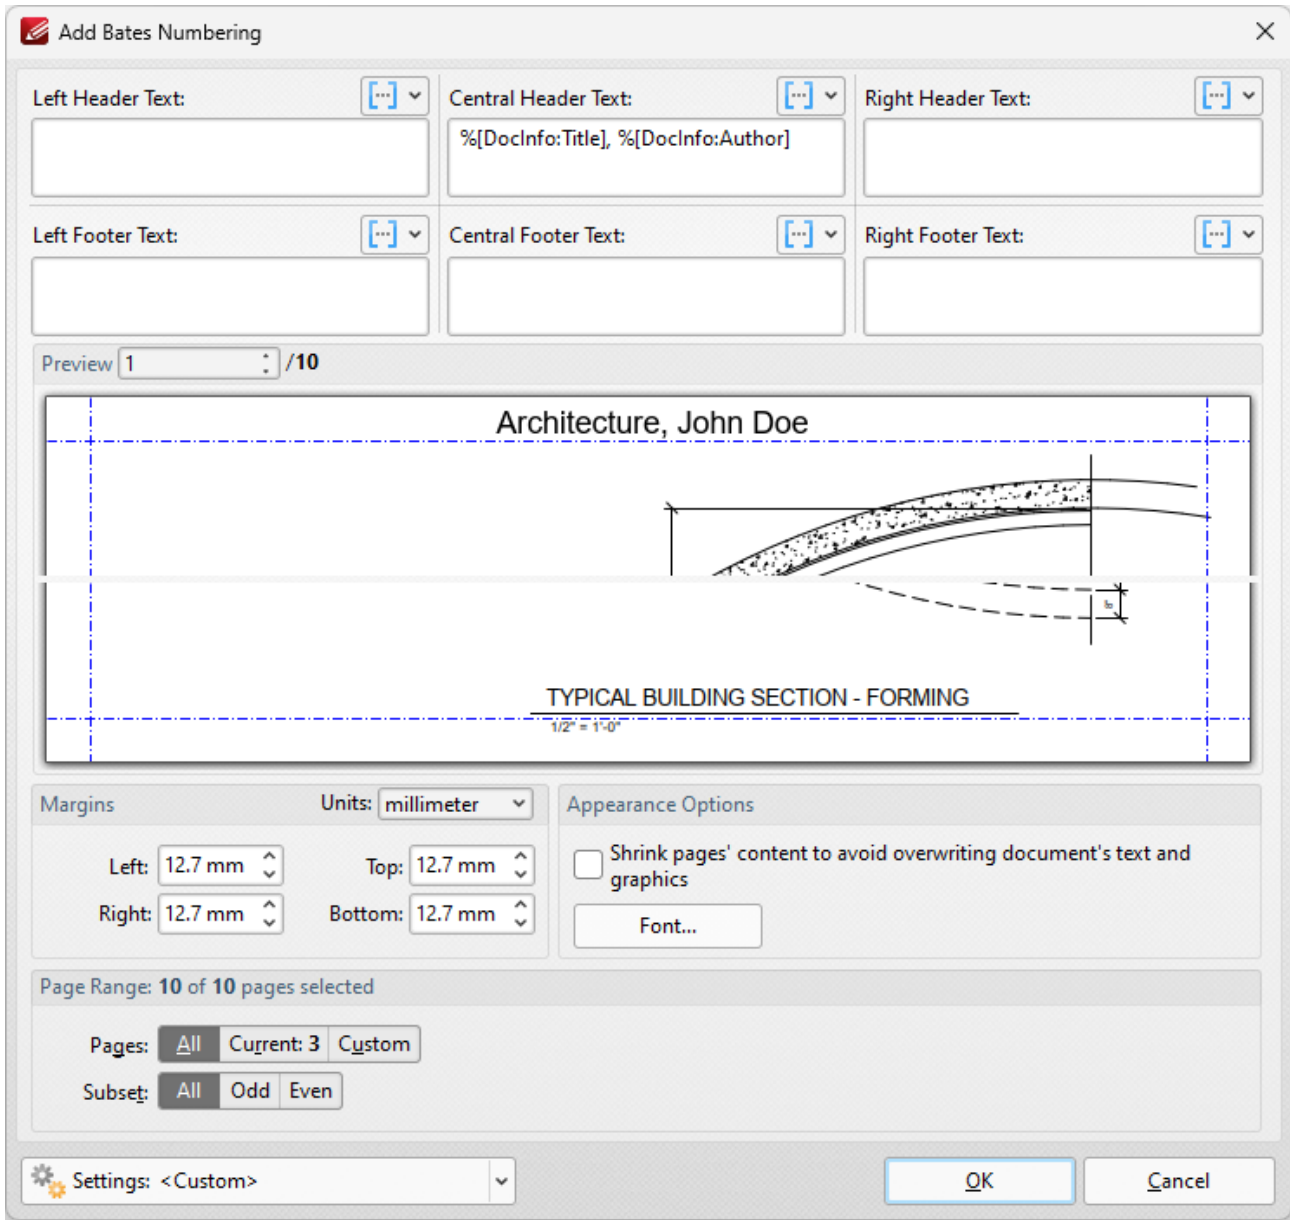 Add Bates Numbering
Left Header Text:
Central Header Text:
Right Header Text:
%[DocInfo:Title], %[DocInfo:Author]
Left Footer Text:
Central Footer Text:
Right Footer Text:
Preview 1 /10
Architecture, John Doe
TYPICAL BUILDING SECTION - FORMING
1/2" = 1'-0"
Margins
Units: millimeter
Appearance Options
Left: 12.7 mm
Top: 12.7 mm
Shrink pages' content to avoid overwriting document's text and
graphics
Right: 12.7 mm
Bottom: 12.7 mm
Font...
Page Range: 10 of 10 pages selected
Pages: All Current: 3 Custom
Subset: All Odd Even
Settings: <Custom>
OK
Cancel